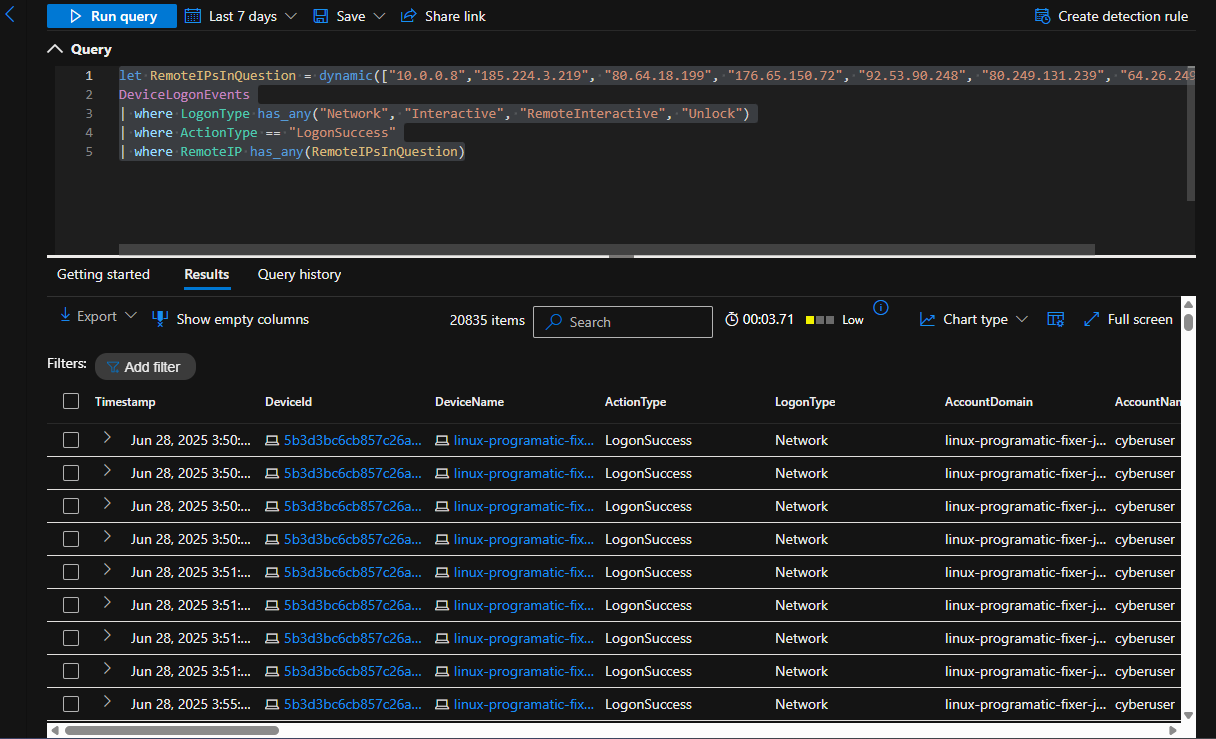 Run query Last 7 days Save Share link Create detection rule
Query
1 let RemoteIPsInQuestion = dynamic(["10.0.0.8","185.224.3.219", "80.64.18.199", "176.65.150.72", "92.53.90.248", "80.249.131.239", "64.26.249
2 DeviceLogonEvents
3 | where LogonType has_any("Network", "Interactive", "RemoteInteractive", "Unlock")
4 | where ActionType == "LogonSuccess"
5 | where RemoteIP has_any(RemoteIPsInQuestion)
Getting started Results Query history
Export Show empty columns 20835 items Search 00:03.71 Low Chart type Full screen
Filters: Add filter
Timestamp DeviceId DeviceName ActionType LogonType AccountDomain AccountNam
Jun 28, 2025 3:50:... 5b3d3bc6cb857c26a... linux-programatic-fix... LogonSuccess Network linux-programatic-fixer-j... cyberuser
Jun 28, 2025 3:50:... 5b3d3bc6cb857c26a... linux-programatic-fix... LogonSuccess Network linux-programatic-fixer-j... cyberuser
Jun 28, 2025 3:50:... 5b3d3bc6cb857c26a... linux-programatic-fix... LogonSuccess Network linux-programatic-fixer-j... cyberuser
Jun 28, 2025 3:50:... 5b3d3bc6cb857c26a... linux-programatic-fix... LogonSuccess Network linux-programatic-fixer-j... cyberuser
Jun 28, 2025 3:51:... 5b3d3bc6cb857c26a... linux-programatic-fix... LogonSuccess Network linux-programatic-fixer-j... cyberuser
Jun 28, 2025 3:51:... 5b3d3bc6cb857c26a... linux-programatic-fix... LogonSuccess Network linux-programatic-fixer-j... cyberuser
Jun 28, 2025 3:51:... 5b3d3bc6cb857c26a... linux-programatic-fix... LogonSuccess Network linux-programatic-fixer-j... cyberuser
Jun 28, 2025 3:51:... 5b3d3bc6cb857c26a... linux-programatic-fix... LogonSuccess Network linux-programatic-fixer-j... cyberuser
Jun 28, 2025 3:55:... 5b3d3bc6cb857c26a... linux-programatic-fix... LogonSuccess Network linux-programatic-fixer-j... cyberuser